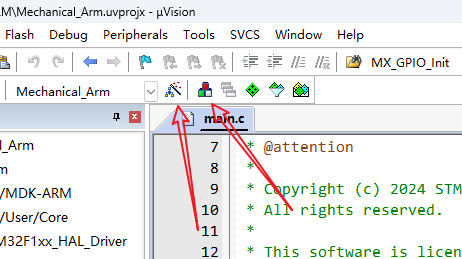 \Mechanical_Arm.uvprojx - µVision
Flash Debug Peripherals Tools SVCS Window Help
MX_GPIO_Init
Mechanical_Arm
main.c
_Arm
7 * @attention
8 *
/MDK-ARM
9 * Copyright (c) 2024 STM
/User/Core
10 * All rights reserved.
M32F1xx_HAL_Driver
11 *
12 * This software is licen